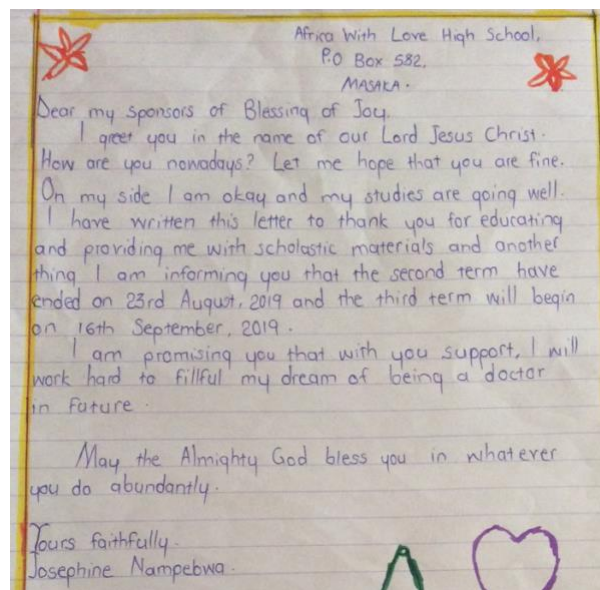 Africa With Love High School,
P.O Box 582,
MASAKA.
Dear my sponsors of Blessing of Joy,
I greet you in the name of our Lord Jesus Christ.
How are you nowadays? Let me hope that you are fine.
On my side I am okay and my studies are going well.
I have written this letter to thank you for educating
and providing me with scholastic materials and another
thing I am informing you that the second term have
ended on 23rd August, 2019 and the third term will begin
on 16th September, 2019.
I am promising you that with you support, I will
work hard to fillful my dream of being a doctor
in future.
May the Almighty God bless you in whatever
you do abundantly.
Yours faithfully.
Josephine Nampebwa.